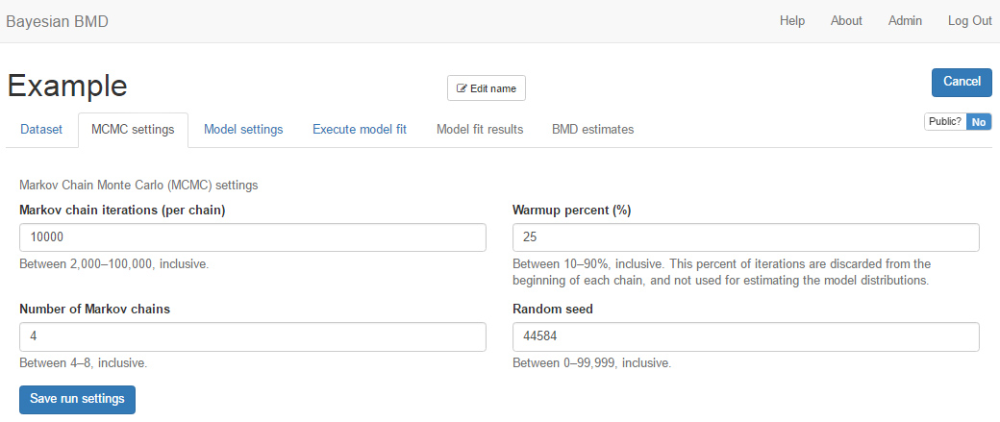 Bayesian BMD
Help
About
Admin
Log Out
Example
Edit name
Cancel
Dataset
MCMC settings
Model settings
Execute model fit
Model fit results
BMD estimates
Public?
No
Markov Chain Monte Carlo (MCMC) settings
Markov chain iterations (per chain)
10000
Between 2,000–100,000, inclusive.
Warmup percent (%)
25
Between 10–90%, inclusive. This percent of iterations are discarded from the
beginning of each chain, and not used for estimating the model distributions.
Number of Markov chains
4
Between 4–8, inclusive.
Random seed
44584
Between 0–99,999, inclusive.
Save run settings